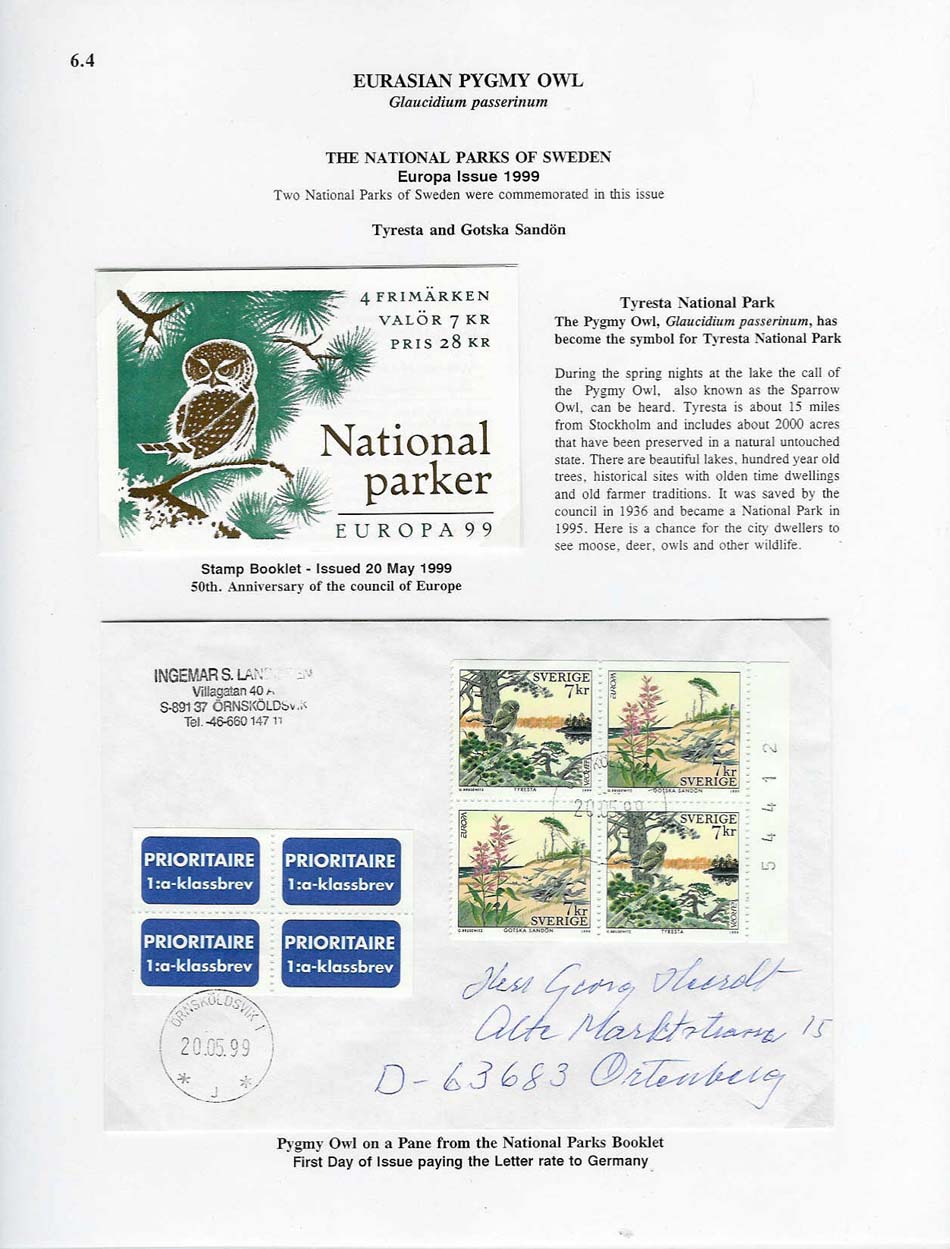 6.4
EURASIAN PYGMY OWL
Glaucidium passerinum
THE NATIONAL PARKS OF SWEDEN
Europa Issue 1999
Two National Parks of Sweden were commemorated in this issue
Tyresta and Gotska Sandön
4 FRIMÄRKEN
VALÖR 7 KR
PRIS 28 KR
National
parker
EUROPA 99
Stamp Booklet - Issued 20 May 1999
50th. Anniversary of the council of Europe
Tyresta National Park
The Pygmy Owl, Glaucidium passerinum, has
become the symbol for Tyresta National Park
During the spring nights at the lake the call of
the Pygmy Owl, also known as the Sparrow
Owl, can be heard. Tyresta is about 15 miles
from Stockholm and includes about 2000 acres
that have been preserved in a natural untouched
state. There are beautiful lakes, hundred year old
trees, historical sites with olden time dwellings
and old farmer traditions. It was saved by the
council in 1936 and became a National Park in
1995. Here is a chance for the city dwellers to
see moose, deer, owls and other wildlife.
INGEMAR S.
Villagatan 40
S-891 37 ÖRNSKÖLDSVIK
Tel. -46-660 147 11
SVERIGE
7kr
EUROPA
TYRESTA
1999
EUROPA
7kr
SVERIGE
GOTSKA SANDÖN
1999
EUROPA
7kr
SVERIGE
GOTSKA SANDÖN
1999
SVERIGE
7kr
EUROPA
TYRESTA
1999
20.05.99
5 4 4 1 2
PRIORITAIRE
1:a-klassbrev
PRIORITAIRE
1:a-klassbrev
PRIORITAIRE
1:a-klassbrev
PRIORITAIRE
1:a-klassbrev
ÖRNSKÖLDSVIK 1
20.05.99
* J *
Herr Georg
Alte Marktstrasse 15
D-63683 Ortenberg
Pygmy Owl on a Pane from the National Parks Booklet
First Day of Issue paying the Letter rate to Germany